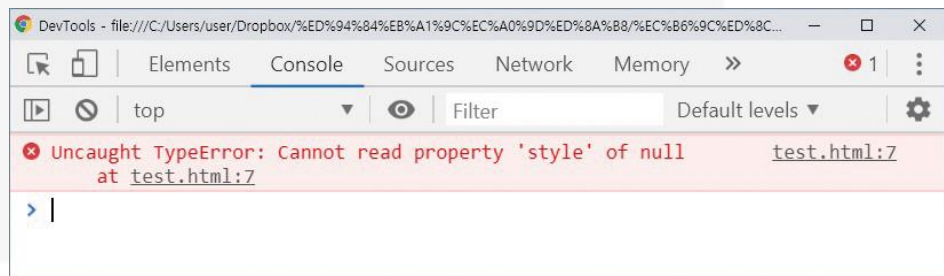 DevTools - file:///C:/Users/user/Dropbox/%ED%94%84%EB%A1%9C%EC%A0%9D%ED%8A%B8/%EC%B6%9C%ED%8C...
Elements Console Sources Network Memory » 1
top Filter Default levels ▼
Uncaught TypeError: Cannot read property 'style' of null test.html:7
at test.html:7
>